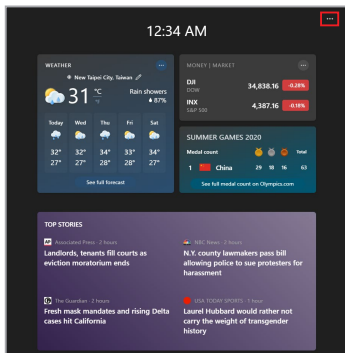 12:34 AM
WEATHER
New Taipei City, Taiwan
31 °C
°F
Rain showers
87%
Today Wed Thu Fri Sat
32° 32° 34° 33° 34°
27° 27° 28° 28° 27°
See full forecast
MONEY | MARKET
DJI
DOW
34,838.16 -0.28%
INX
S&P 500
4,387.16 -0.18%
SUMMER GAMES 2020
Medal count Total
1 China 29 18 16 63
See full medal count on Olympics.com
TOP STORIES
AP Associated Press · 2 hours
Landlords, tenants fill courts as
eviction moratorium ends
NBC News · 2 hours
N.Y. county lawmakers pass bill
allowing police to sue protesters for
harassment
The Guardian · 2 hours
Fresh mask mandates and rising Delta
cases hit California
USA TODAY SPORTS · 1 hour
Laurel Hubbard would rather not
carry the weight of transgender
history